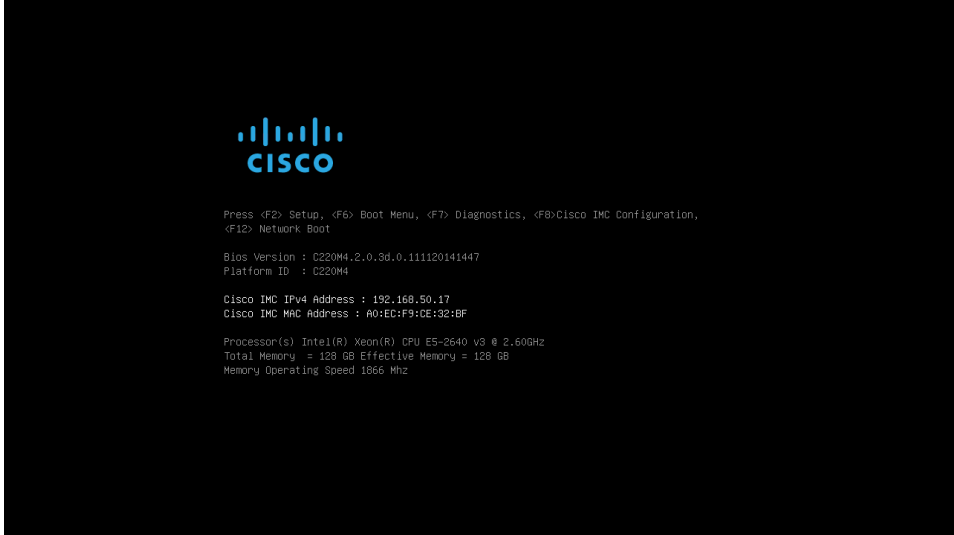 CISCO
Press <F2> Setup, <F6> Boot Menu, <F7> Diagnostics, <F8>Cisco IMC Configuration,
<F12> Network Boot
Bios Version : C220M4.2.0.3d.0.111120141447
Platform ID  : C220M4
Cisco IMC IPv4 Address : 192.168.50.17
Cisco IMC MAC Address : A0:EC:F9:CE:32:BF
Processor(s) Intel(R) Xeon(R) CPU E5-2640 v3 @ 2.60GHz
Total Memory  = 128 GB Effective Memory = 128 GB
Memory Operating Speed 1866 Mhz